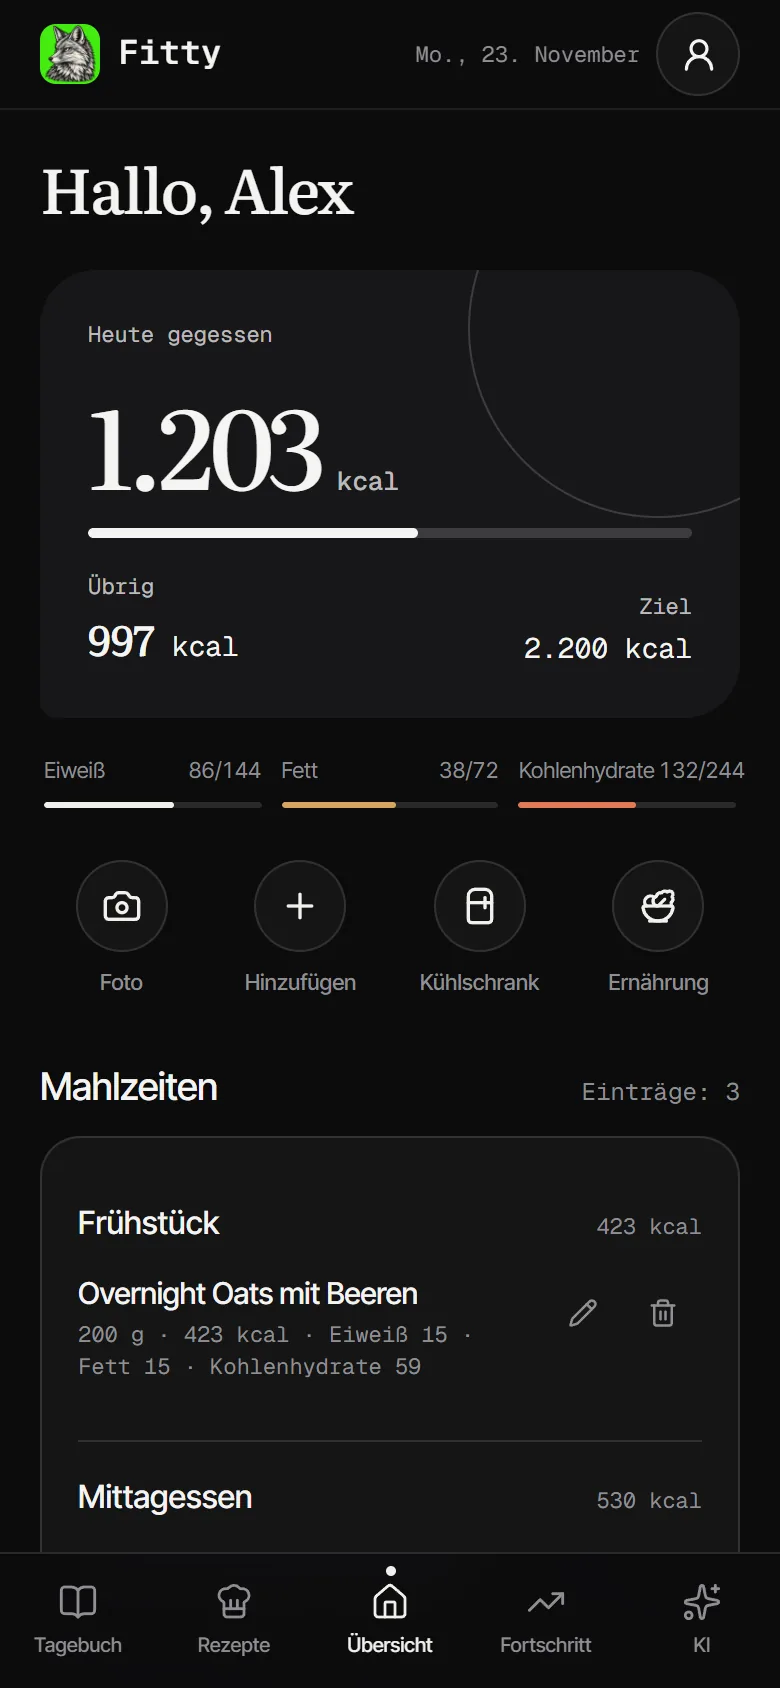 Fitty
Mo., 23. November
Hallo, Alex
Heute gegessen
1.203 kcal
Übrig
997 kcal
Ziel
2.200 kcal
Eiweiß 86/144
Fett 38/72
Kohlenhydrate 132/244
Foto
Hinzufügen
Kühlschrank
Ernährung
Mahlzeiten
Einträge: 3
Frühstück
423 kcal
Overnight Oats mit Beeren
200 g · 423 kcal · Eiweiß 15 ·
Fett 15 · Kohlenhydrate 59
Mittagessen
530 kcal
Tagebuch
Rezepte
Übersicht
Fortschritt
KI